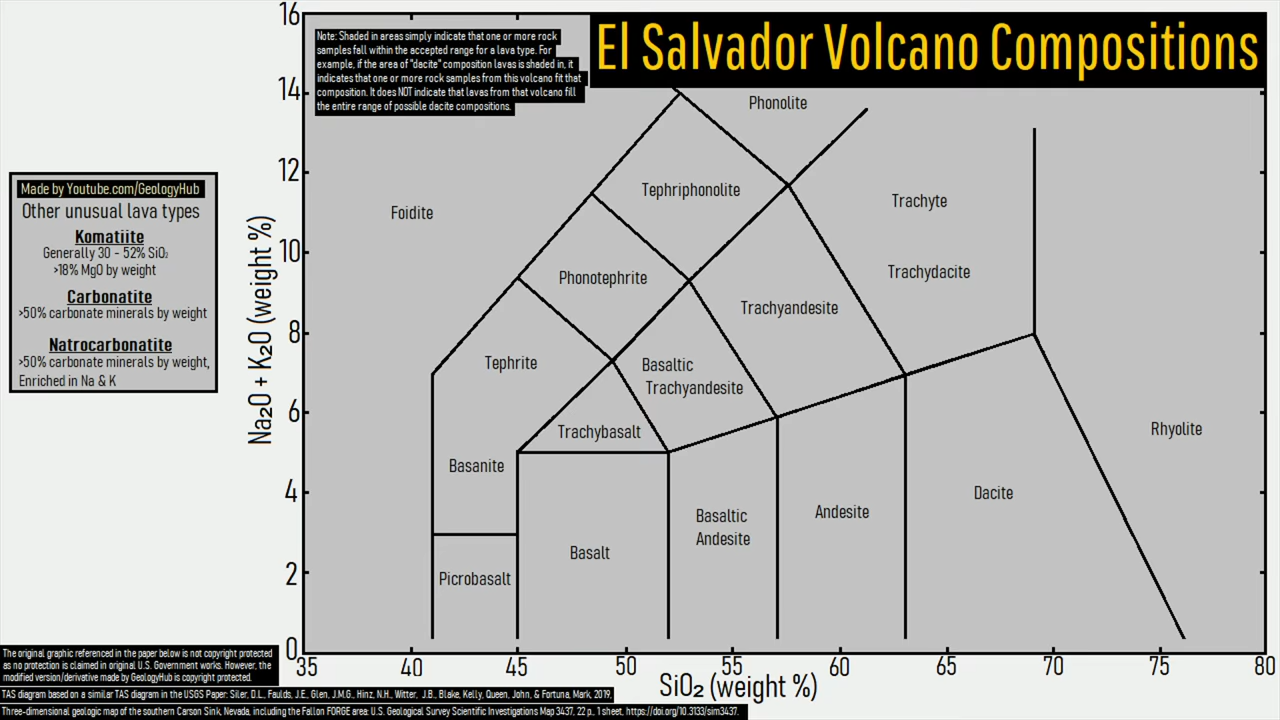 El Salvador Volcano Compositions
Note: Shaded in areas simply indicate that one or more rock
samples fall within the accepted range for a lava type. For
example, if the area of "dacite" composition lavas is shaded in, it
indicates that one or more rock samples from this volcano fit that
composition. It does NOT indicate that lavas from that volcano fill
the entire range of possible dacite compositions.
Made by Youtube.com/GeologyHub
Other unusual lava types
Komatiite
Generally 30 - 52% SiO₂
>18% MgO by weight
Carbonatite
>50% carbonate minerals by weight
Natrocarbonatite
>50% carbonate minerals by weight,
Enriched in Na & K
Na₂O + K₂O (weight %)
16
14
12
10
8
6
4
2
0
Phonolite
Tephriphonolite
Trachyte
Foidite
Trachydacite
Phonotephrite
Trachyandesite
Tephrite
Basaltic
Trachyandesite
Trachybasalt
Rhyolite
Basanite
Dacite
Basaltic
Andesite
Andesite
Basalt
Picrobasalt
35 40 45 50 55 60 65 70 75 80
SiO₂ (weight %)
The original graphic referenced in the paper below is not copyright protected
as no protection is claimed in original U.S. Government works. However, the
modified version/derivative made by GeologyHub is copyright protected.
TAS diagram based on a similar TAS diagram in the USGS Paper: Siler, D.L., Faulds, J.E., Glen, J.M.G., Hinz, N.H., Witter, J.B., Blake, Kelly, Queen, John, & Fortuna, Mark, 2019,
Three-dimensional geologic map of the southern Carson Sink, Nevada, including the Fallon FORGE area: U.S. Geological Survey Scientific Investigations Map 3437, 22 p., 1 sheet, https://doi.org/10.3133/sim3437.